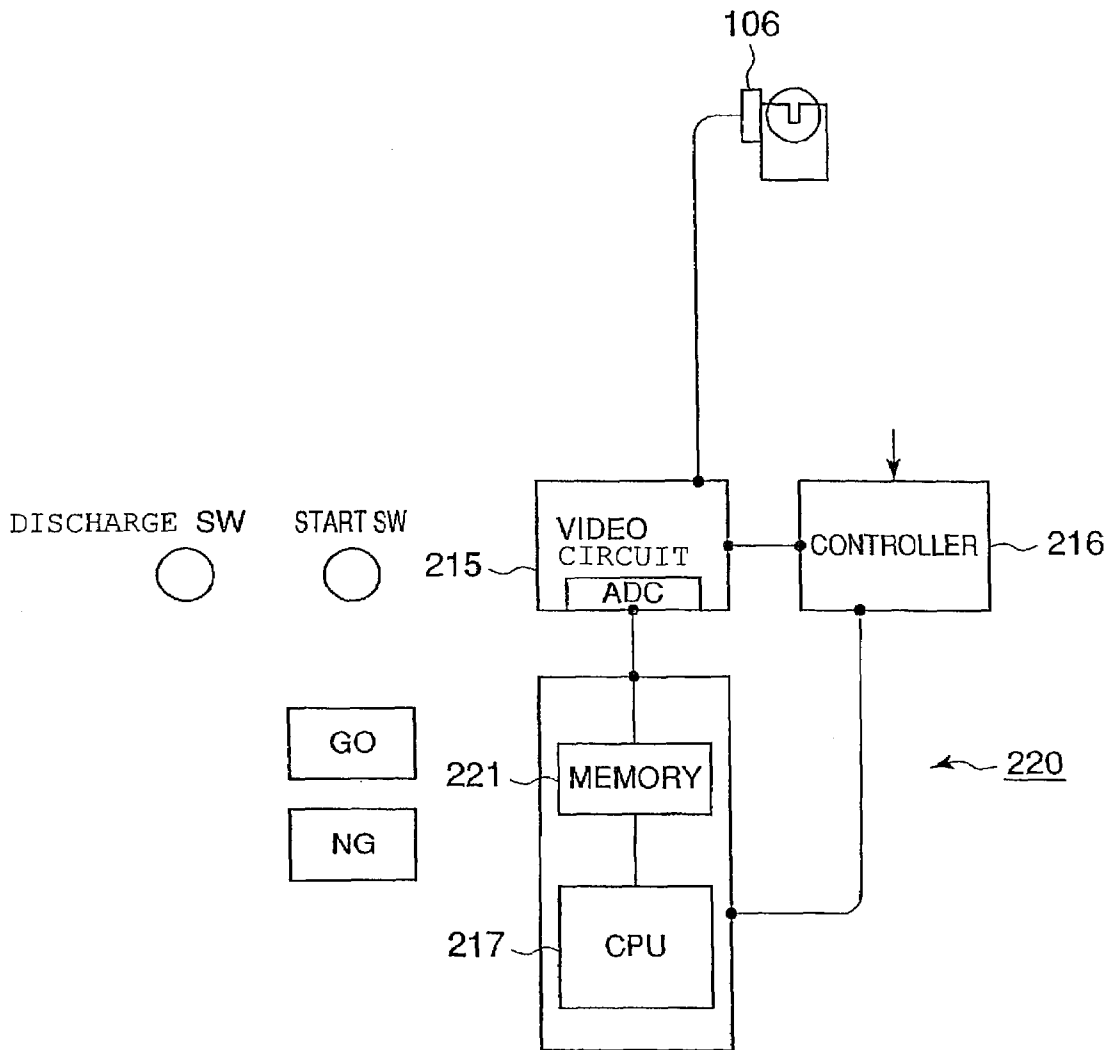 106
DISCHARGE SW
START SW
215
VIDEO
CIRCUIT
ADC
CONTROLLER
216
GO
NG
221
MEMORY
217
CPU
220